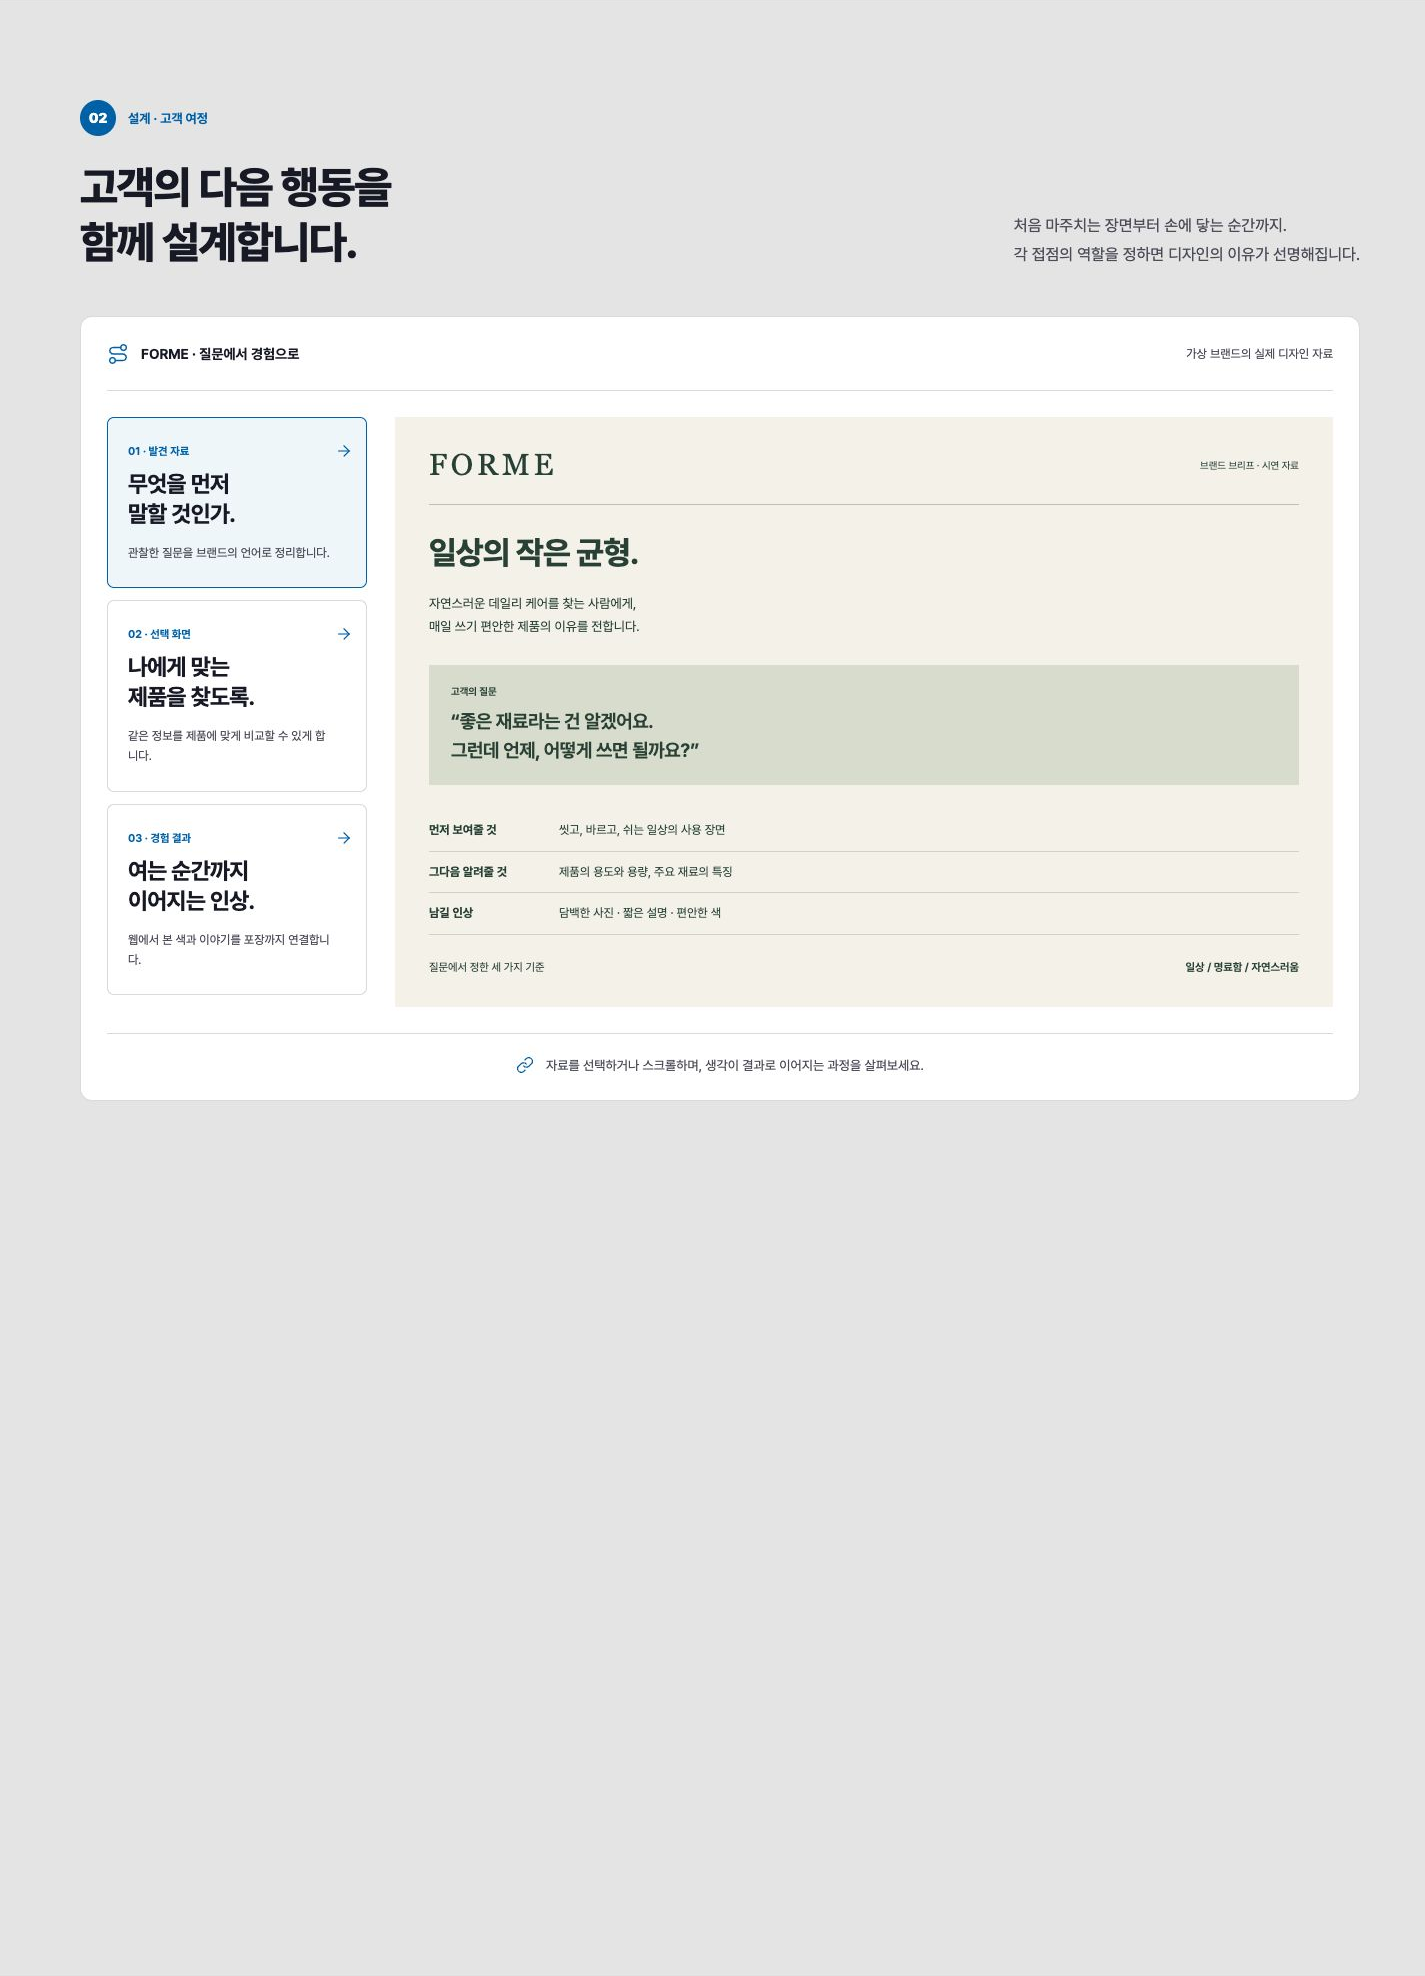 02
설계 · 고객 여정
고객의 다음 행동을
함께 설계합니다.
처음 마주치는 장면부터 손에 닿는 순간까지.
각 접점의 역할을 정하면 디자인의 이유가 선명해집니다.
FORME · 질문에서 경험으로
가상 브랜드의 실제 디자인 자료
01 · 발견 자료
무엇을 먼저
말할 것인가.
관찰한 질문을 브랜드의 언어로 정리합니다.
02 · 선택 화면
나에게 맞는
제품을 찾도록.
같은 정보를 제품에 맞게 비교할 수 있게 합
니다.
03 · 경험 결과
여는 순간까지
이어지는 인상.
웹에서 본 색과 이야기를 포장까지 연결합니
다.
FORME
브랜드 브리프 · 시연 자료
일상의 작은 균형.
자연스러운 데일리 케어를 찾는 사람에게,
매일 쓰기 편안한 제품의 이유를 전합니다.
고객의 질문
“좋은 재료라는 건 알겠어요.
그런데 언제, 어떻게 쓰면 될까요?”
먼저 보여줄 것 씻고, 바르고, 쉬는 일상의 사용 장면
그다음 알려줄 것 제품의 용도와 용량, 주요 재료의 특징
남길 인상 담백한 사진 · 짧은 설명 · 편안한 색
질문에서 정한 세 가지 기준 일상 / 명료함 / 자연스러움
자료를 선택하거나 스크롤하며, 생각이 결과로 이어지는 과정을 살펴보세요.